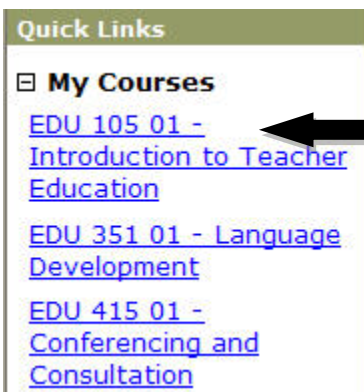 Quick Links
My Courses
EDU 105 01 -
Introduction to Teacher
Education
EDU 351 01 - Language
Development
EDU 415 01 -
Conferencing and
Consultation